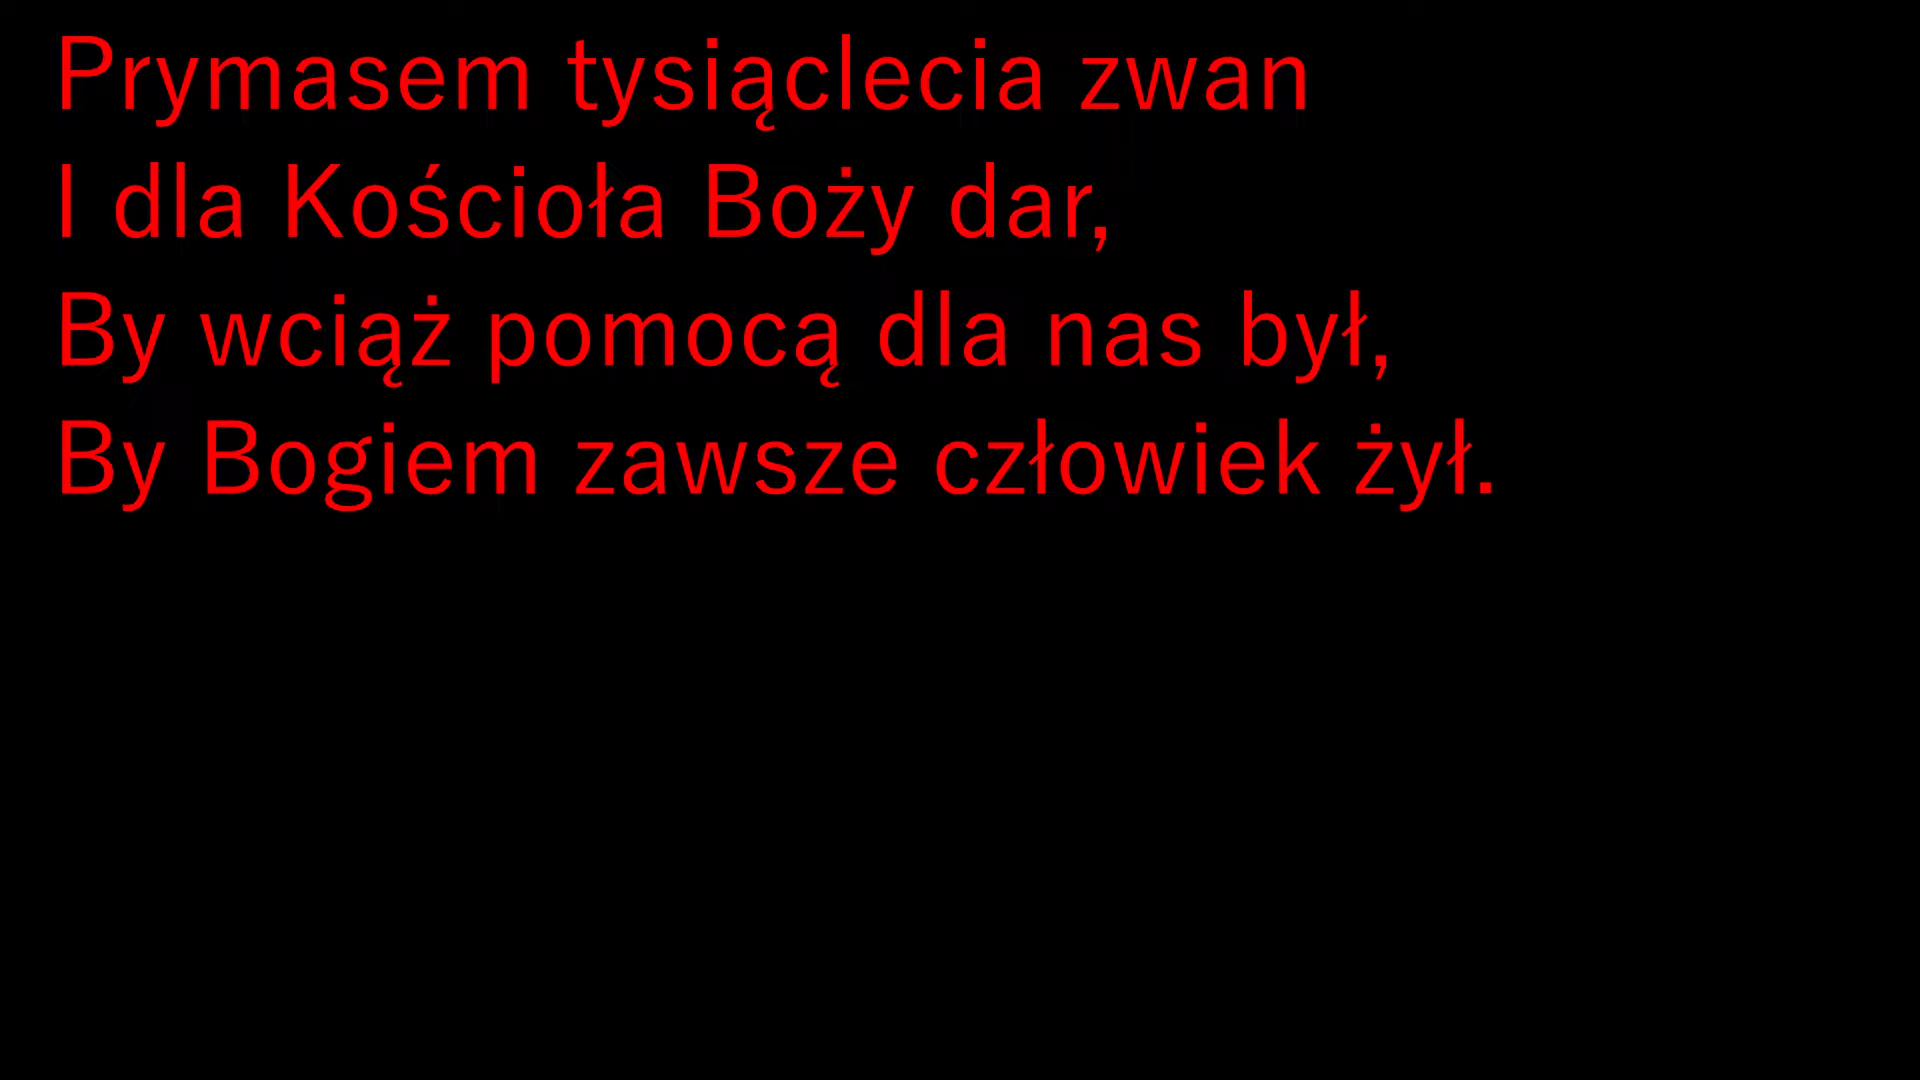 Prymasem tysiąclecia zwan
I dla Kościoła Boży dar,
By wciąż pomocą dla nas był,
By Bogiem zawsze człowiek żył.